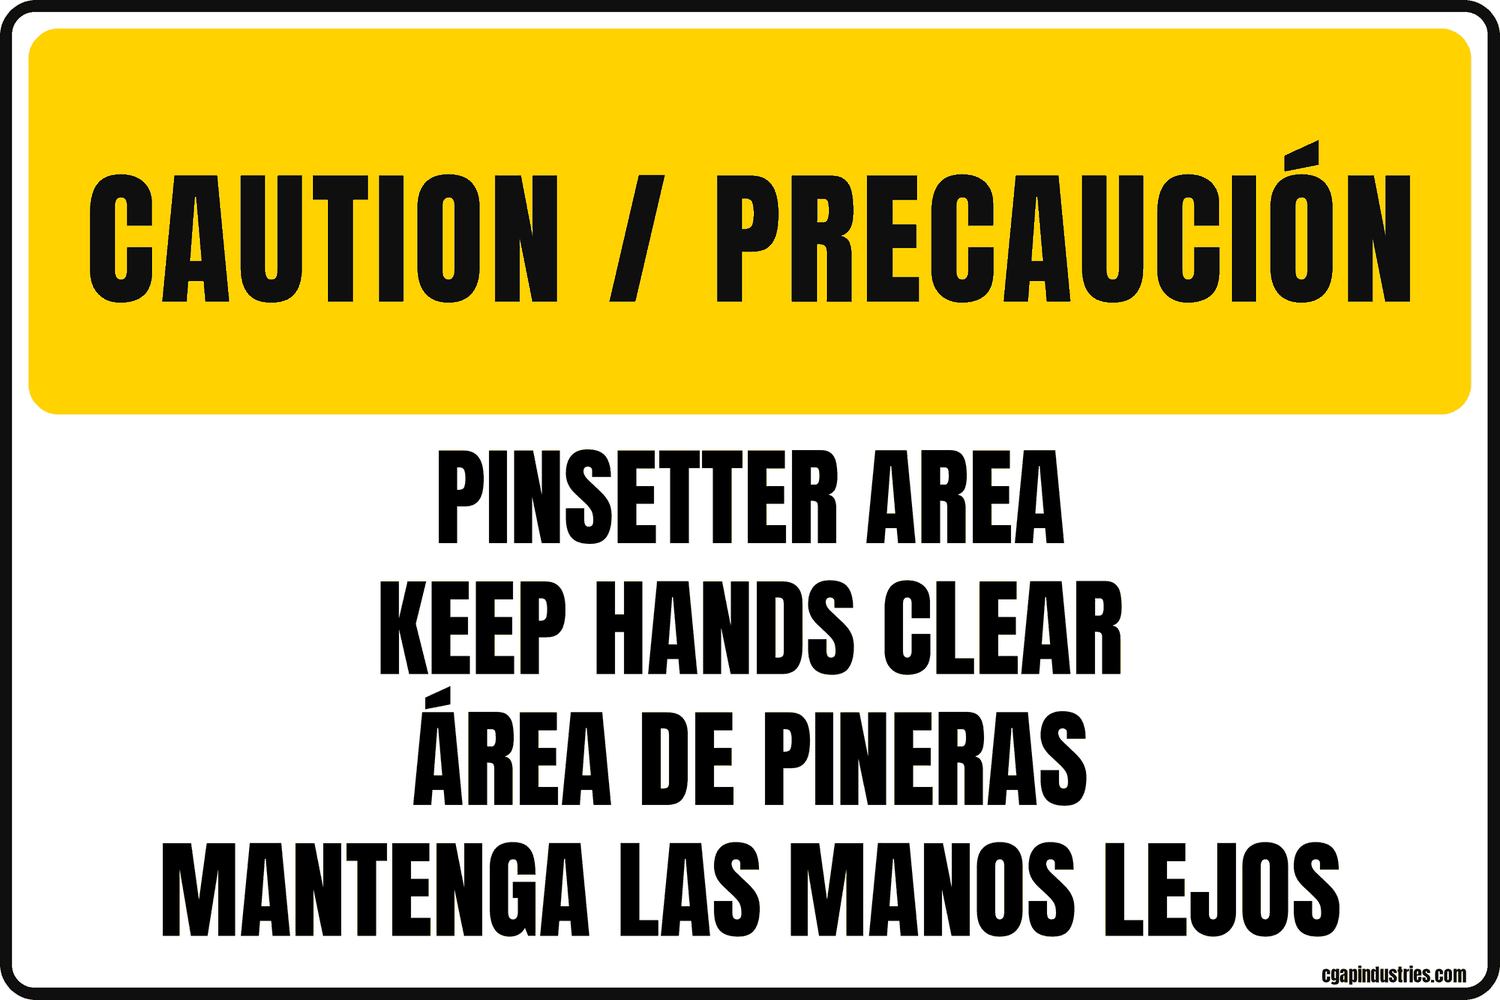 CAUTION / PRECAUCIÓN
PINSETTER AREA
KEEP HANDS CLEAR
ÁREA DE PINERAS
MANTENGA LAS MANOS LEJOS
cgapindustries.com